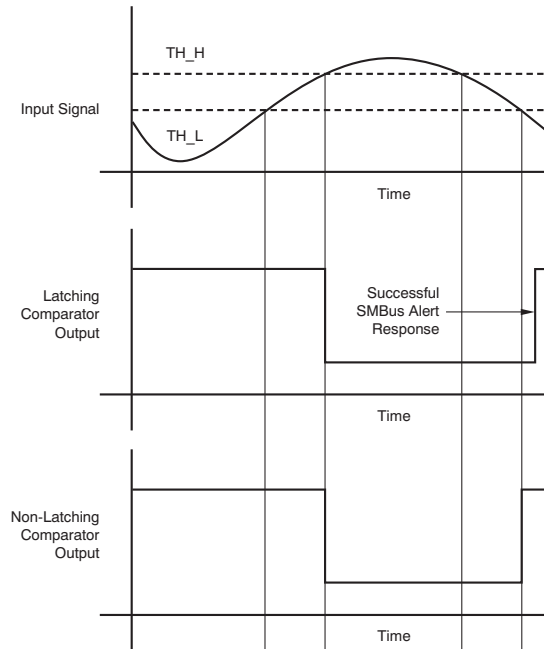 TH_H
Input Signal
TH_L
Time
Latching
Comparator
Output
Successful
SMBus Alert
Response
Time
Non-Latching
Comparator
Output
Time